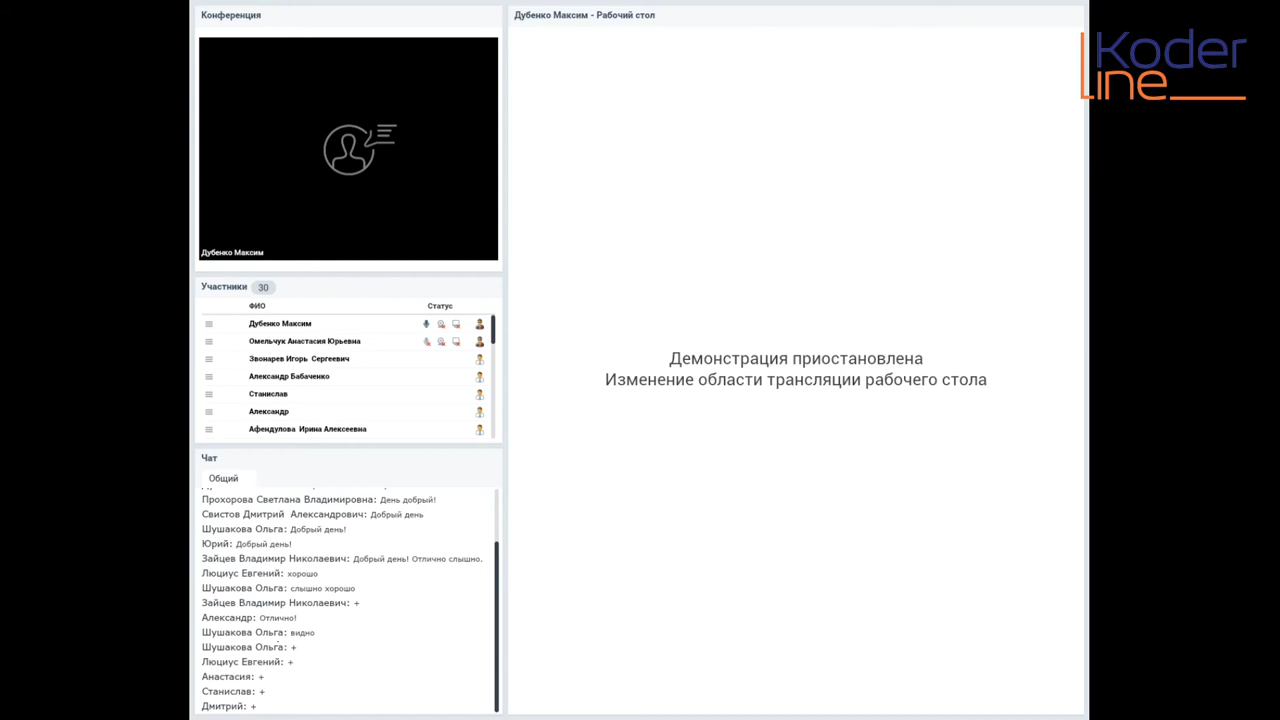 Конференция
Дубенко Максим
Участники 30
ФИО Статус
Дубенко Максим
Омельчук Анастасия Юрьевна
Звонарев Игорь Сергеевич
Александр Бабаченко
Станислав
Александр
Афендулова Ирина Алексеевна
Чат
Общий
Прохорова Светлана Владимировна: День добрый!
Свистов Дмитрий Александрович: Добрый день
Шушакова Ольга: Добрый день!
Юрий: Добрый день!
Зайцев Владимир Николаевич: Добрый день! Отлично слышно.
Люциус Евгений: хорошо
Шушакова Ольга: слышно хорошо
Зайцев Владимир Николаевич: +
Александр: Отлично!
Шушакова Ольга: видно
Шушакова Ольга: +
Люциус Евгений: +
Анастасия: +
Станислав: +
Дмитрий: +
Дубенко Максим - Рабочий стол
Демонстрация приостановлена
Изменение области трансляции рабочего стола
Koder
Line